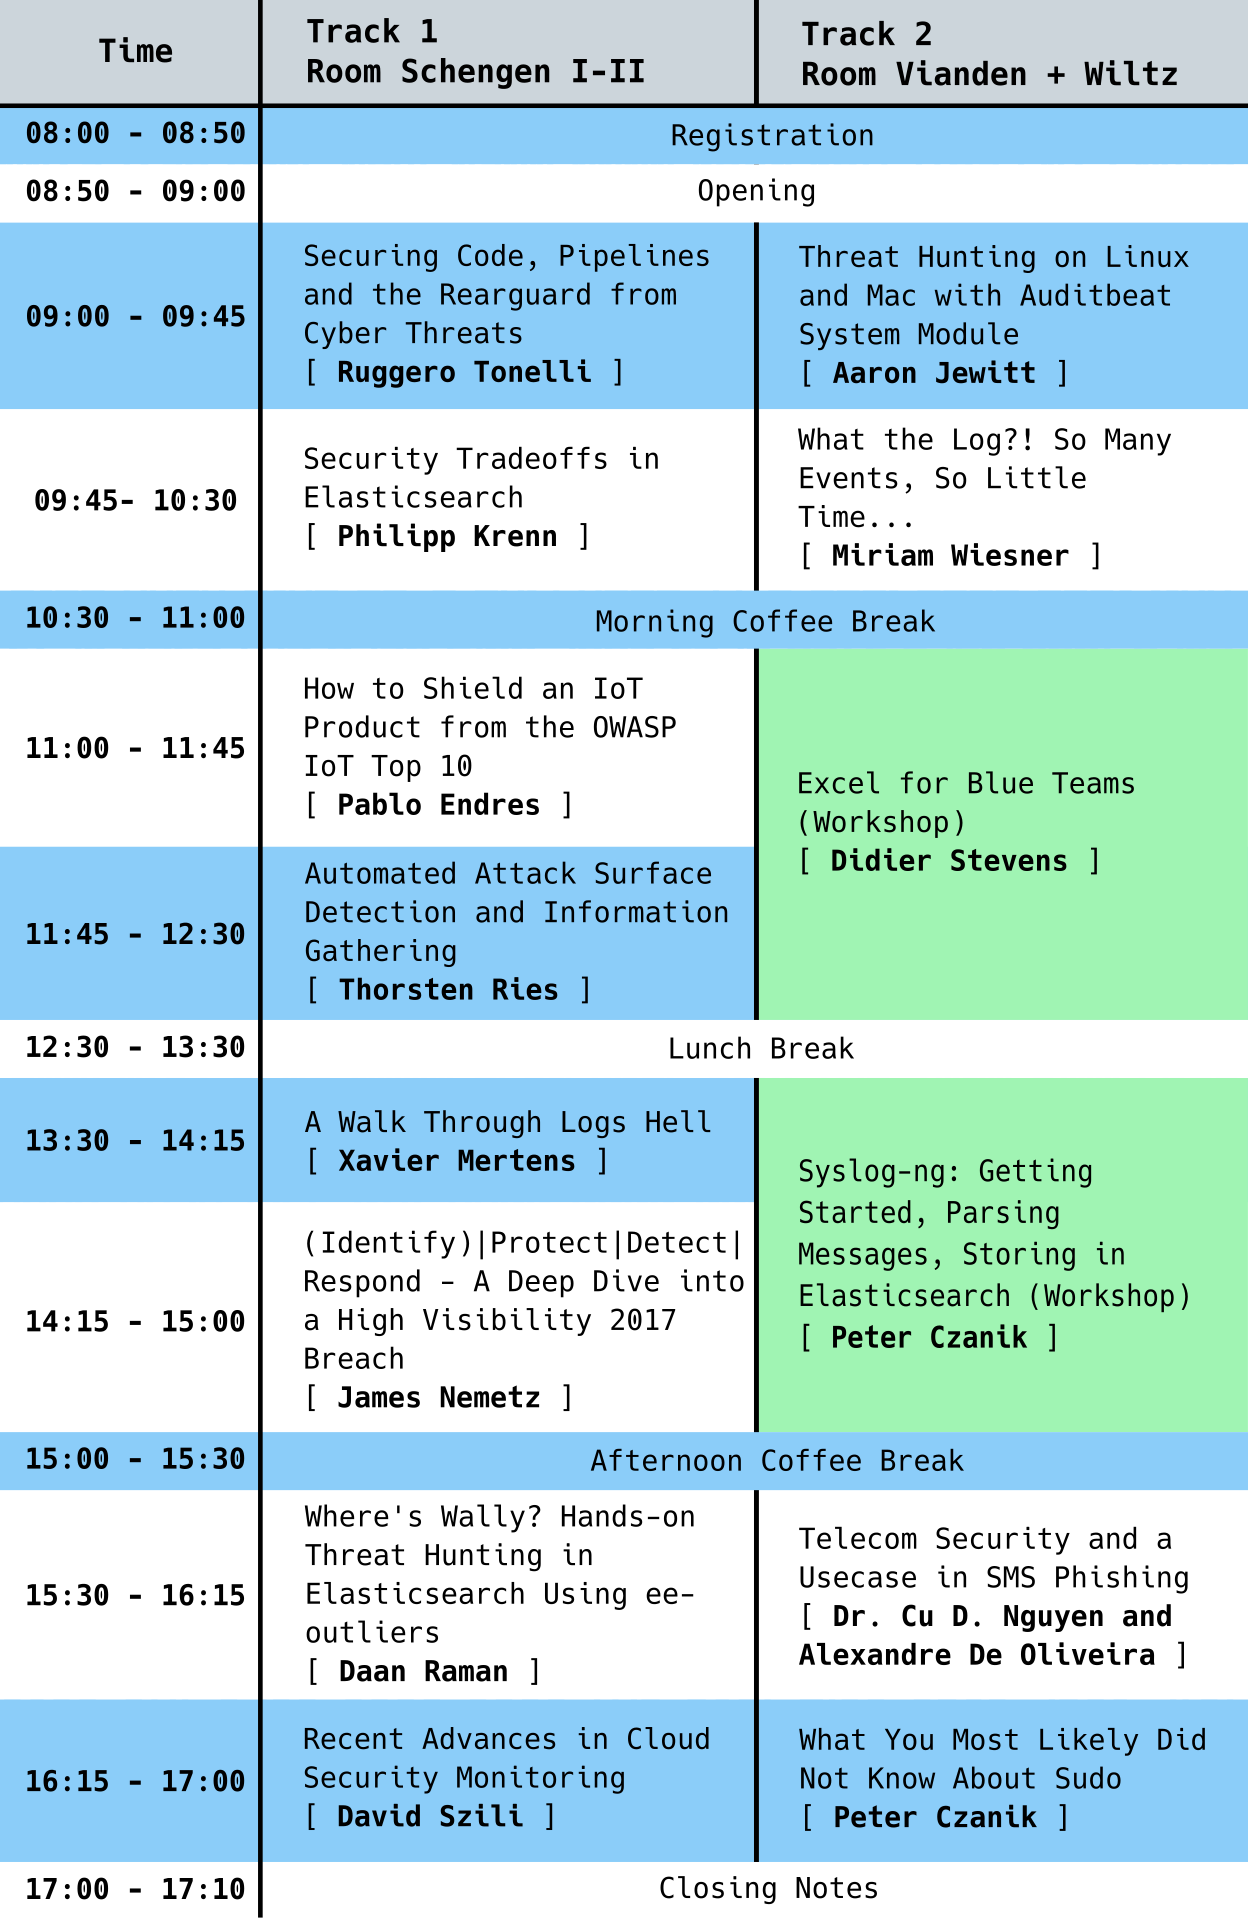 Time
Track 1
Room Schengen I-II
Track 2
Room Vianden + Wiltz
08:00 - 08:50
Registration
08:50 - 09:00
Opening
09:00 - 09:45
Securing Code, Pipelines
and the Rearguard from
Cyber Threats
[ Ruggero Tonelli ]
Threat Hunting on Linux
and Mac with Auditbeat
System Module
[ Aaron Jewitt ]
09:45- 10:30
Security Tradeoffs in
Elasticsearch
[ Philipp Krenn ]
What the Log?! So Many
Events, So Little
Time...
[ Miriam Wiesner ]
10:30 - 11:00
Morning Coffee Break
11:00 - 11:45
How to Shield an IoT
Product from the OWASP
IoT Top 10
[ Pablo Endres ]
Excel for Blue Teams
(Workshop)
[ Didier Stevens ]
11:45 - 12:30
Automated Attack Surface
Detection and Information
Gathering
[ Thorsten Ries ]
12:30 - 13:30
Lunch Break
13:30 - 14:15
A Walk Through Logs Hell
[ Xavier Mertens ]
Syslog-ng: Getting
Started, Parsing
Messages, Storing in
Elasticsearch (Workshop)
[ Peter Czanik ]
14:15 - 15:00
(Identify)|Protect|Detect|
Respond - A Deep Dive into
a High Visibility 2017
Breach
[ James Nemetz ]
15:00 - 15:30
Afternoon Coffee Break
15:30 - 16:15
Where's Wally? Hands-on
Threat Hunting in
Elasticsearch Using ee-
outliers
[ Daan Raman ]
Telecom Security and a
Usecase in SMS Phishing
[ Dr. Cu D. Nguyen and
Alexandre De Oliveira ]
16:15 - 17:00
Recent Advances in Cloud
Security Monitoring
[ David Szili ]
What You Most Likely Did
Not Know About Sudo
[ Peter Czanik ]
17:00 - 17:10
Closing Notes